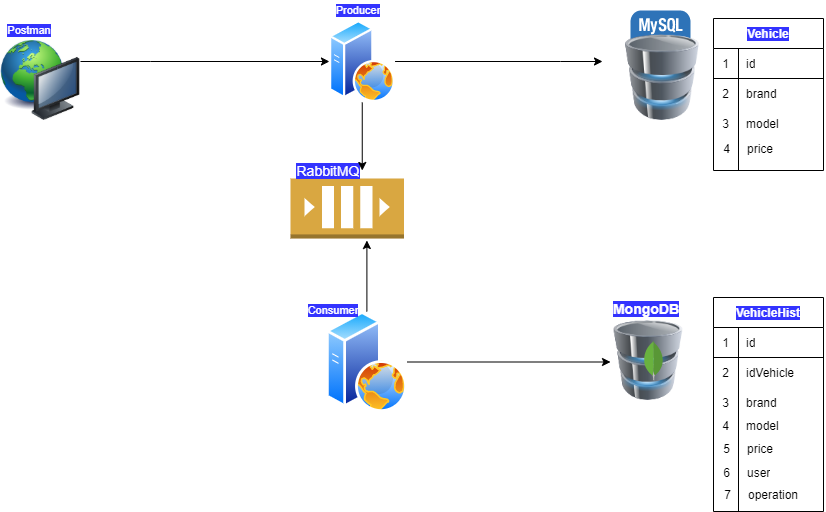 Postman
Producer
MySQL
RabbitMQ
Consumer
MongoDB
Vehicle
1 id
2 brand
3 model
4 price
VehicleHist
1 id
2 idVehicle
3 brand
4 model
5 price
6 user
7 operation